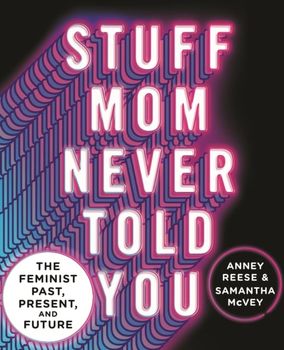 STUFF
MOM
NEVER
TOLD
YOU
THE
FEMINIST
PAST,
PRESENT,
AND
FUTURE
ANNEY
REESE &
SAMANTHA
McVEY